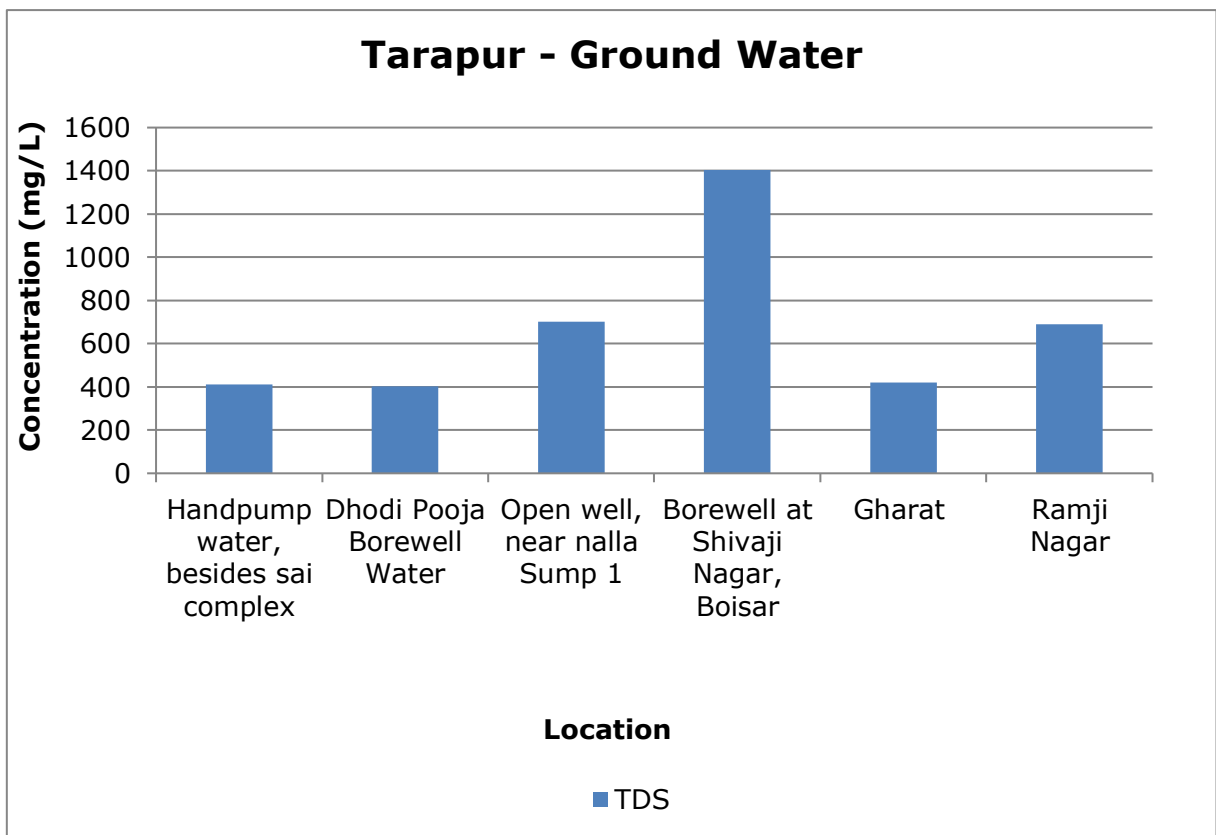 Tarapur - Ground Water
Concentration (mg/L)
1600
1400
1200
1000
800
600
400
200
0
Handpump
water,
besides sai
complex
Dhodi Pooja
Borewell
Water
Open well,
near nalla
Sump 1
Borewell at
Shivaji
Nagar,
Boisar
Gharat
Ramji
Nagar
Location
TDS